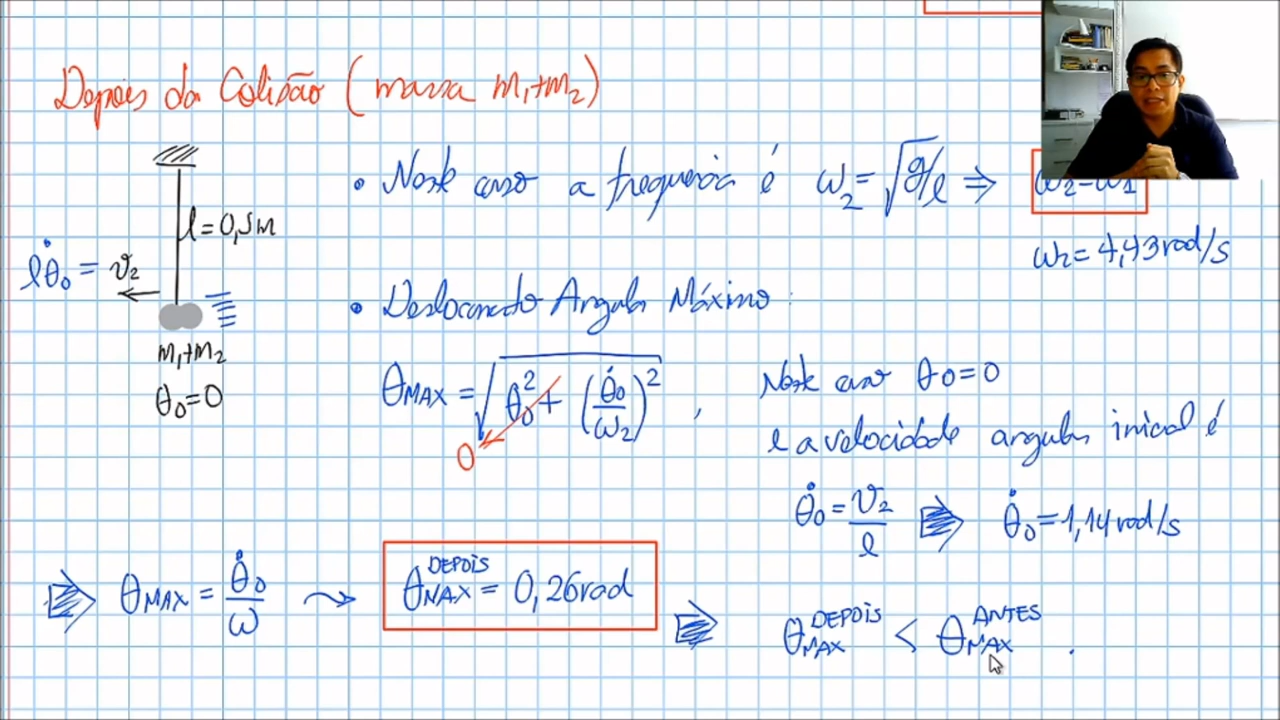 Depois da Colisão (massa m₁+m₂)
• Neste caso a frequência é ω₂ = √g/l ⇒ ω₂=ω₁
l = 0,5m
ω₂ = 4,43 rad/s
lθ̇₀ = v₂
• Deslocamento Angular Máximo:
m₁+m₂
θ₀=0
θMAX = √(θ₀² + (θ̇₀/ω₂)²) ,
0
Neste caso θ0=0
e a velocidade angular inicial é
θ̇₀ = v₂/l ⇒ θ̇₀ = 1,14 rad/s
⇒ θMAX = θ̇₀/ω ⇝ θMAX DEPOIS = 0,26 rad
⇒ θMAX DEPOIS < θMAX ANTES .